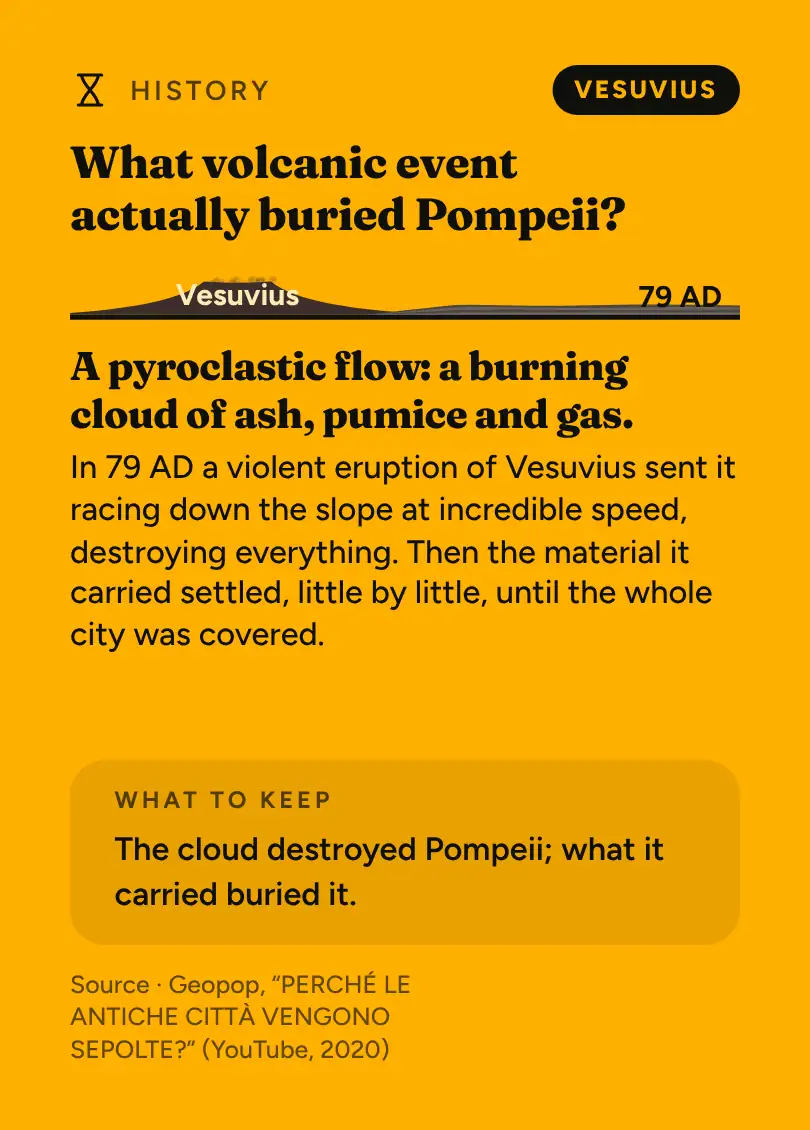 HISTORY
VESUVIUS
What volcanic event
actually buried Pompeii?
Vesuvius
79 AD
A pyroclastic flow: a burning
cloud of ash, pumice and gas.
In 79 AD a violent eruption of Vesuvius sent it
racing down the slope at incredible speed,
destroying everything. Then the material it
carried settled, little by little, until the whole
city was covered.
WHAT TO KEEP
The cloud destroyed Pompeii; what it
carried buried it.
Source · Geopop, “PERCHÉ LE
ANTICHE CITTÀ VENGONO
SEPOLTE?” (YouTube, 2020)